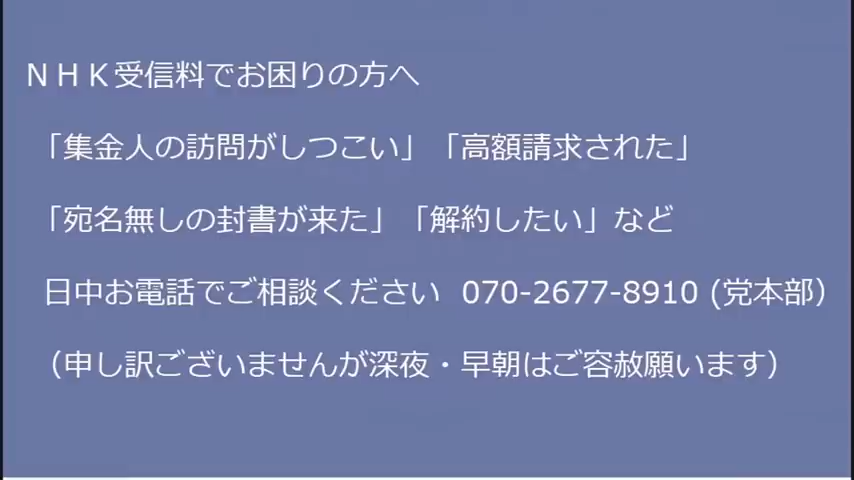 ＮＨＫ受信料でお困りの方へ
「集金人の訪問がしつこい」「高額請求された」
「宛名無しの封書が来た」「解約したい」など
日中お電話でご相談ください 070-2677-8910 (党本部）
（申し訳ございませんが深夜・早朝はご容赦願います）